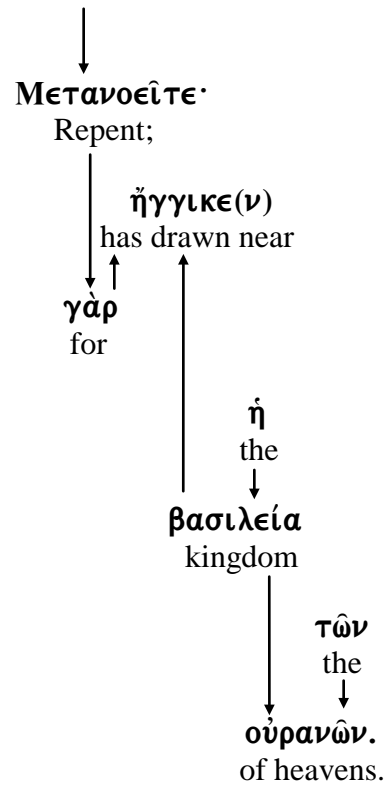 Μετανοεῖτε·
Repent;
ἤγγικε(ν)
has drawn near
γὰρ
for
ἡ
the
βασιλεία
kingdom
τῶν
the
οὐρανῶν.
of heavens.